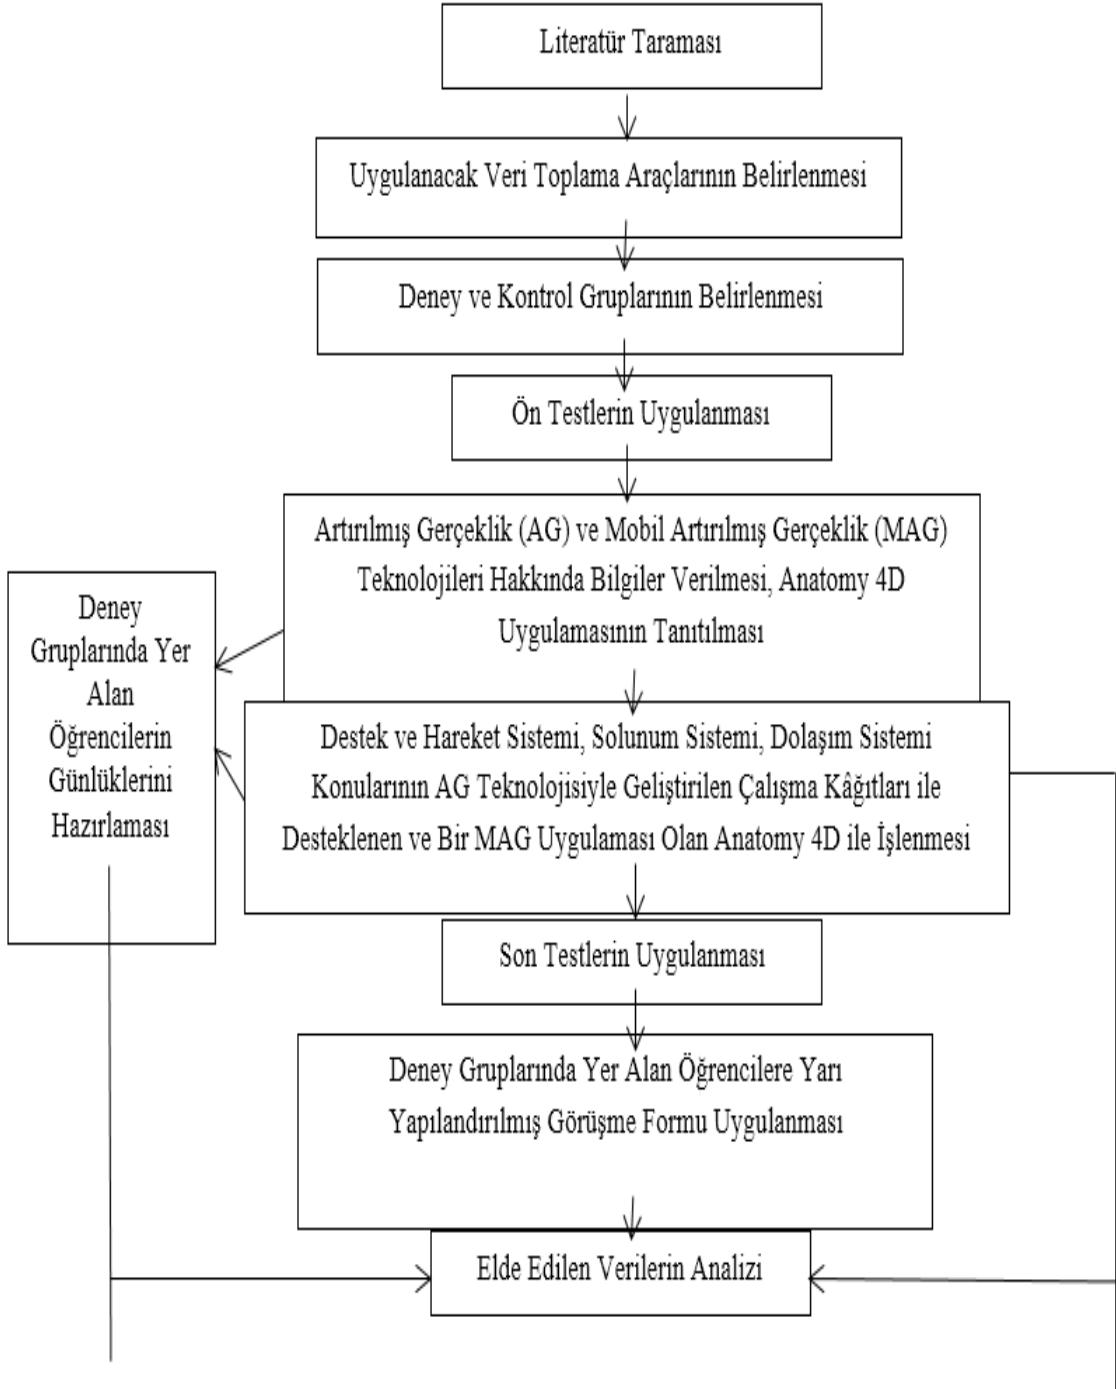 Literatür Taraması
Uygulanacak Veri Toplama Araçlarının Belirlenmesi
Deney ve Kontrol Gruplarının Belirlenmesi
Ön Testlerin Uygulanması
Artırılmış Gerçeklik (AG) ve Mobil Artırılmış Gerçeklik (MAG)
Teknolojileri Hakkında Bilgiler Verilmesi, Anatomy 4D
Uygulamasının Tanıtılması
Deney
Gruplarında Yer
Alan
Öğrencilerin
Günlüklerini
Hazırlaması
Destek ve Hareket Sistemi, Solunum Sistemi, Dolaşım Sistemi
Konularının AG Teknolojisiyle Geliştirilen Çalışma Kâğıtları ile
Desteklenen ve Bir MAG Uygulaması Olan Anatomy 4D ile İşlenmesi
Son Testlerin Uygulanması
Deney Gruplarında Yer Alan Öğrencilere Yarı
Yapılandırılmış Görüşme Formu Uygulanması
Elde Edilen Verilerin Analizi